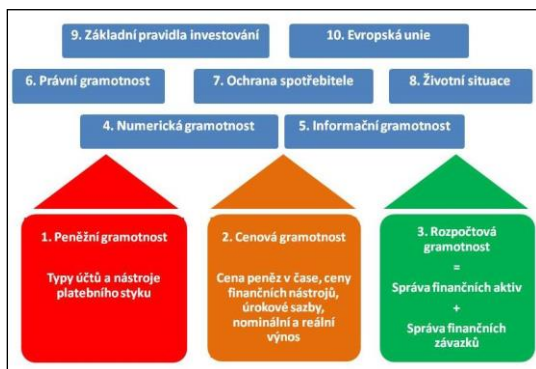 9. Základní pravidla investování
10. Evropská unie
6. Právní gramotnost
7. Ochrana spotřebitele
8. Životní situace
4. Numerická gramotnost
5. Informační gramotnost
1. Peněžní gramotnost
Typy účtů a nástroje
platebního styku
2. Cenová gramotnost
Cena peněz v čase, ceny
finančních nástrojů,
úrokové sazby,
nominální a reální
výnos
3. Rozpočtová
gramotnost
=
Správa finančních aktiv
+
Správa finančních
závazků